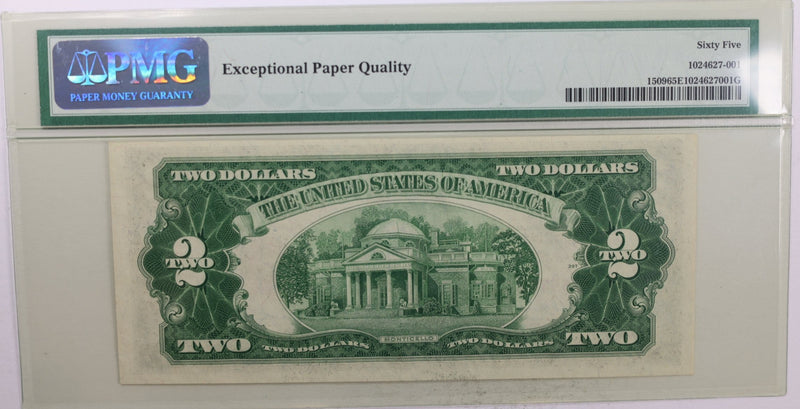 PMG
PAPER MONEY GUARANTY
Exceptional Paper Quality
Sixty Five
1024627-001
150965E1024627001G
TWO DOLLARS
TWO DOLLARS
THE UNITED STATES OF AMERICA
2
TWO
2
TWO
MONTICELLO
TWO
TWO DOLLARS
TWO DOLLARS
TWO